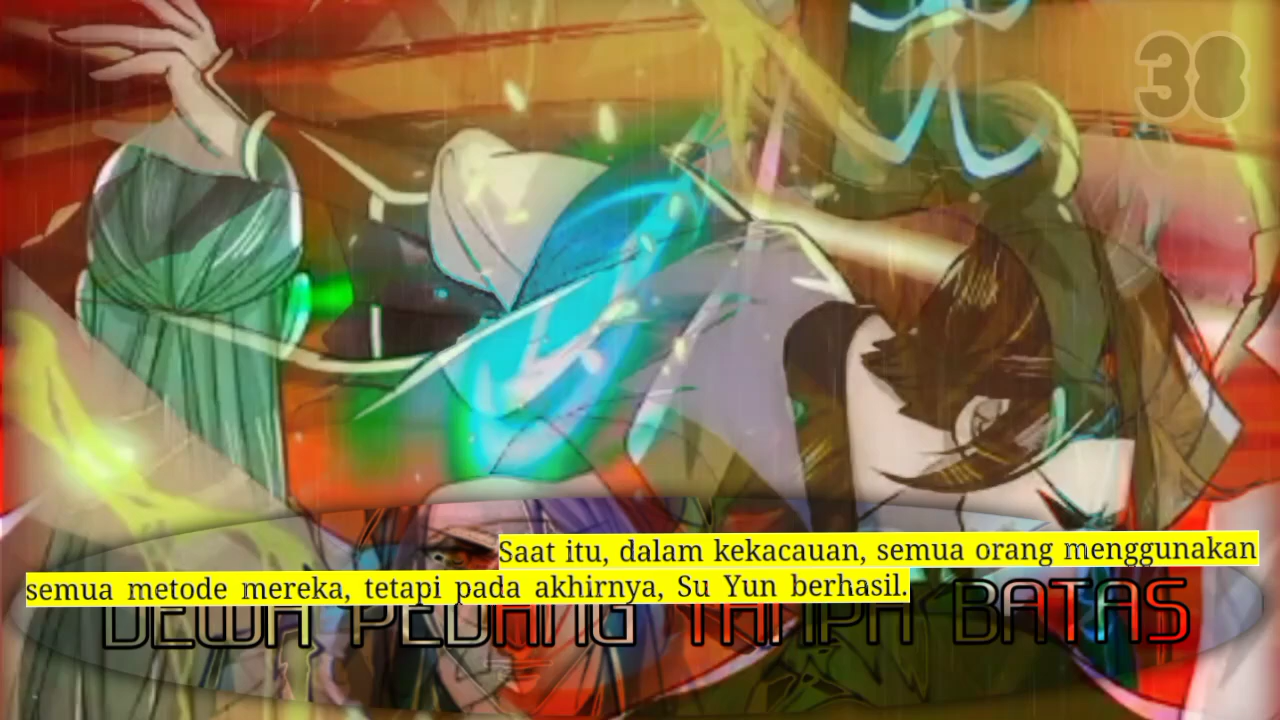 38
Saat itu, dalam kekacauan, semua orang menggunakan
semua metode mereka, tetapi pada akhirnya, Su Yun berhasil.
DEWA PEDANG TANPA BATAS